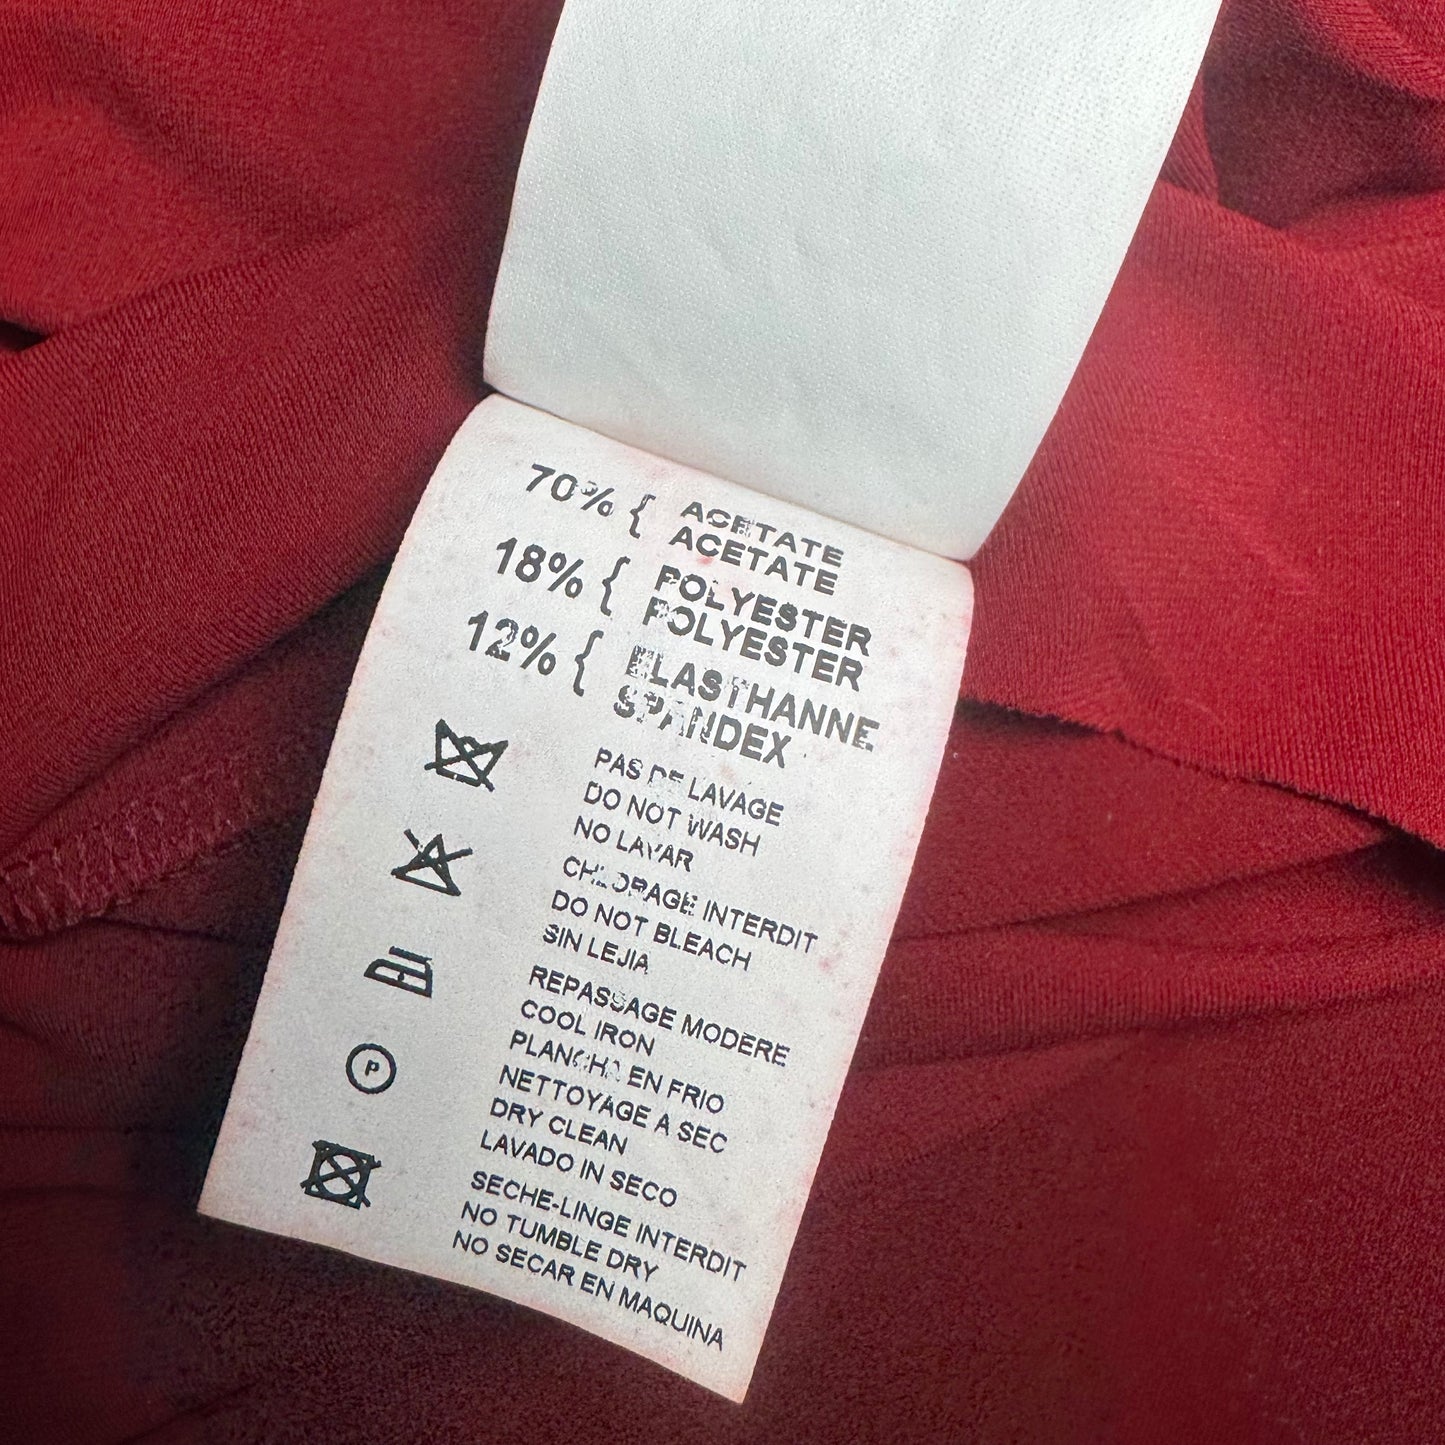 70% { ACETATE
ACETATE
18% { POLYESTER
POLYESTER
12% { ELASTHANNE
SPANDEX
PAS DE LAVAGE
DO NOT WASH
NO LAVAR
CHLORAGE INTERDIT
DO NOT BLEACH
SIN LEJIA
REPASSAGE MODERE
COOL IRON
PLANCHA EN FRIO
P
NETTOYAGE A SEC
DRY CLEAN
LAVADO IN SECO
SECHE-LINGE INTERDIT
NO TUMBLE DRY
NO SECAR EN MAQUINA